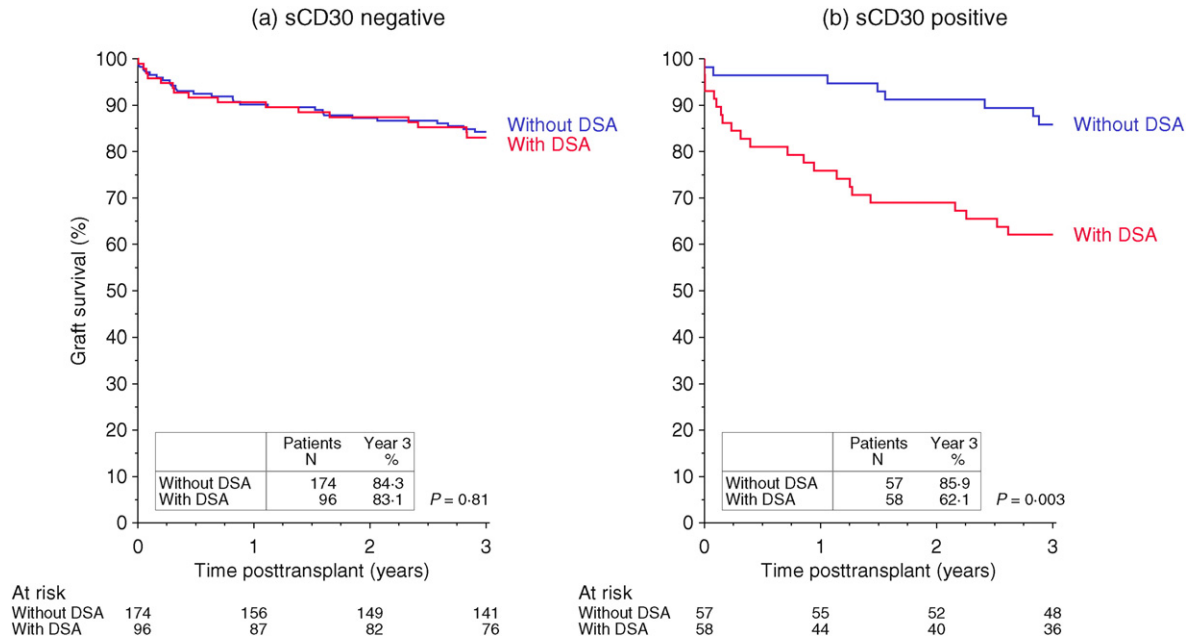 (a) sCD30 negative
Graft survival (%)
100
90
80
70
60
50
40
30
20
10
0
Without DSA
With DSA
Patients Year 3
N %
Without DSA 174 84·3
With DSA 96 83·1
P = 0·81
0 1 2 3
Time posttransplant (years)
At risk
Without DSA 174 156 149 141
With DSA 96 87 82 76
(b) sCD30 positive
100
90
80
70
60
50
40
30
20
10
0
Without DSA
With DSA
Patients Year 3
N %
Without DSA 57 85·9
With DSA 58 62·1
P = 0·003
0 1 2 3
Time posttransplant (years)
At risk
Without DSA 57 55 52 48
With DSA 58 44 40 36